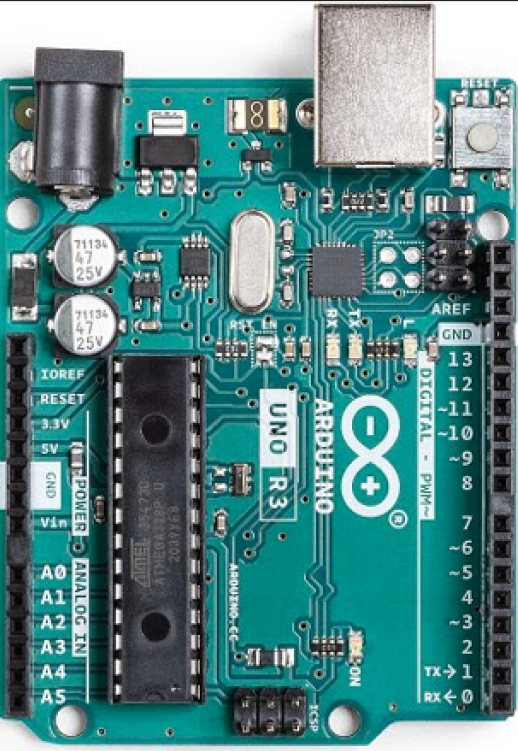 RESET
71134
47
25V
71134
47
25V
JP2
AREF
GND
RX
TX
L
IOREF
RESET
3.3V
5V
GND
Vin
POWER
A0
A1
A2
A3
A4
A5
ANALOG IN
ATMEL
UNO R3
ARDUINO
®
ARDUINO.CC
13
12
~11
~10
~9
8
7
~6
~5
4
~3
2
TX→1
RX←0
DIGITAL - PWM~
ON
ICSP